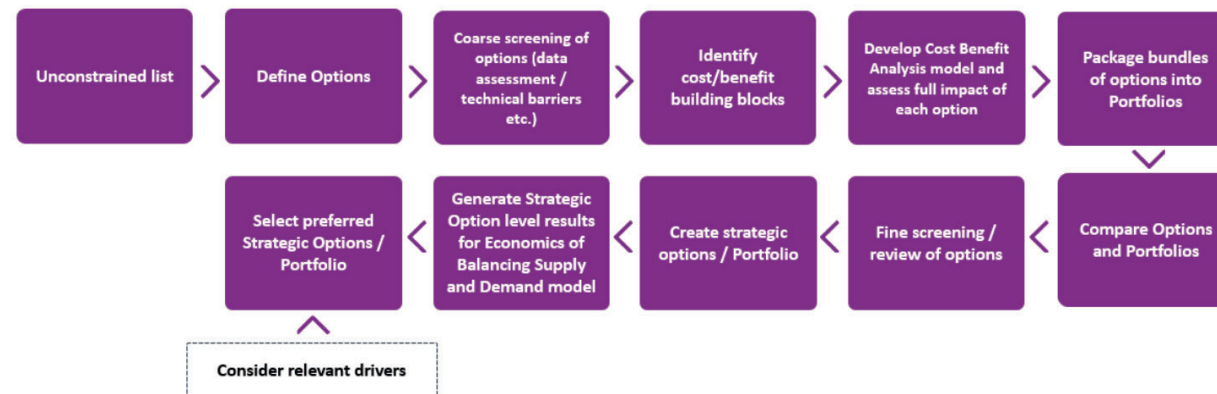 Unconstrained list
Define Options
Coarse screening of
options (data
assessment /
technical barriers
etc.)
Identify
cost/benefit
building blocks
Develop Cost Benefit
Analysis model and
assess full impact of
each option
Package bundles
of options into
Portfolios
Compare Options
and Portfolios
Fine screening /
review of options
Create strategic
options / Portfolio
Generate Strategic
Option level results
for Economics of
Balancing Supply
and Demand model
Select preferred
Strategic Options /
Portfolio
Consider relevant drivers